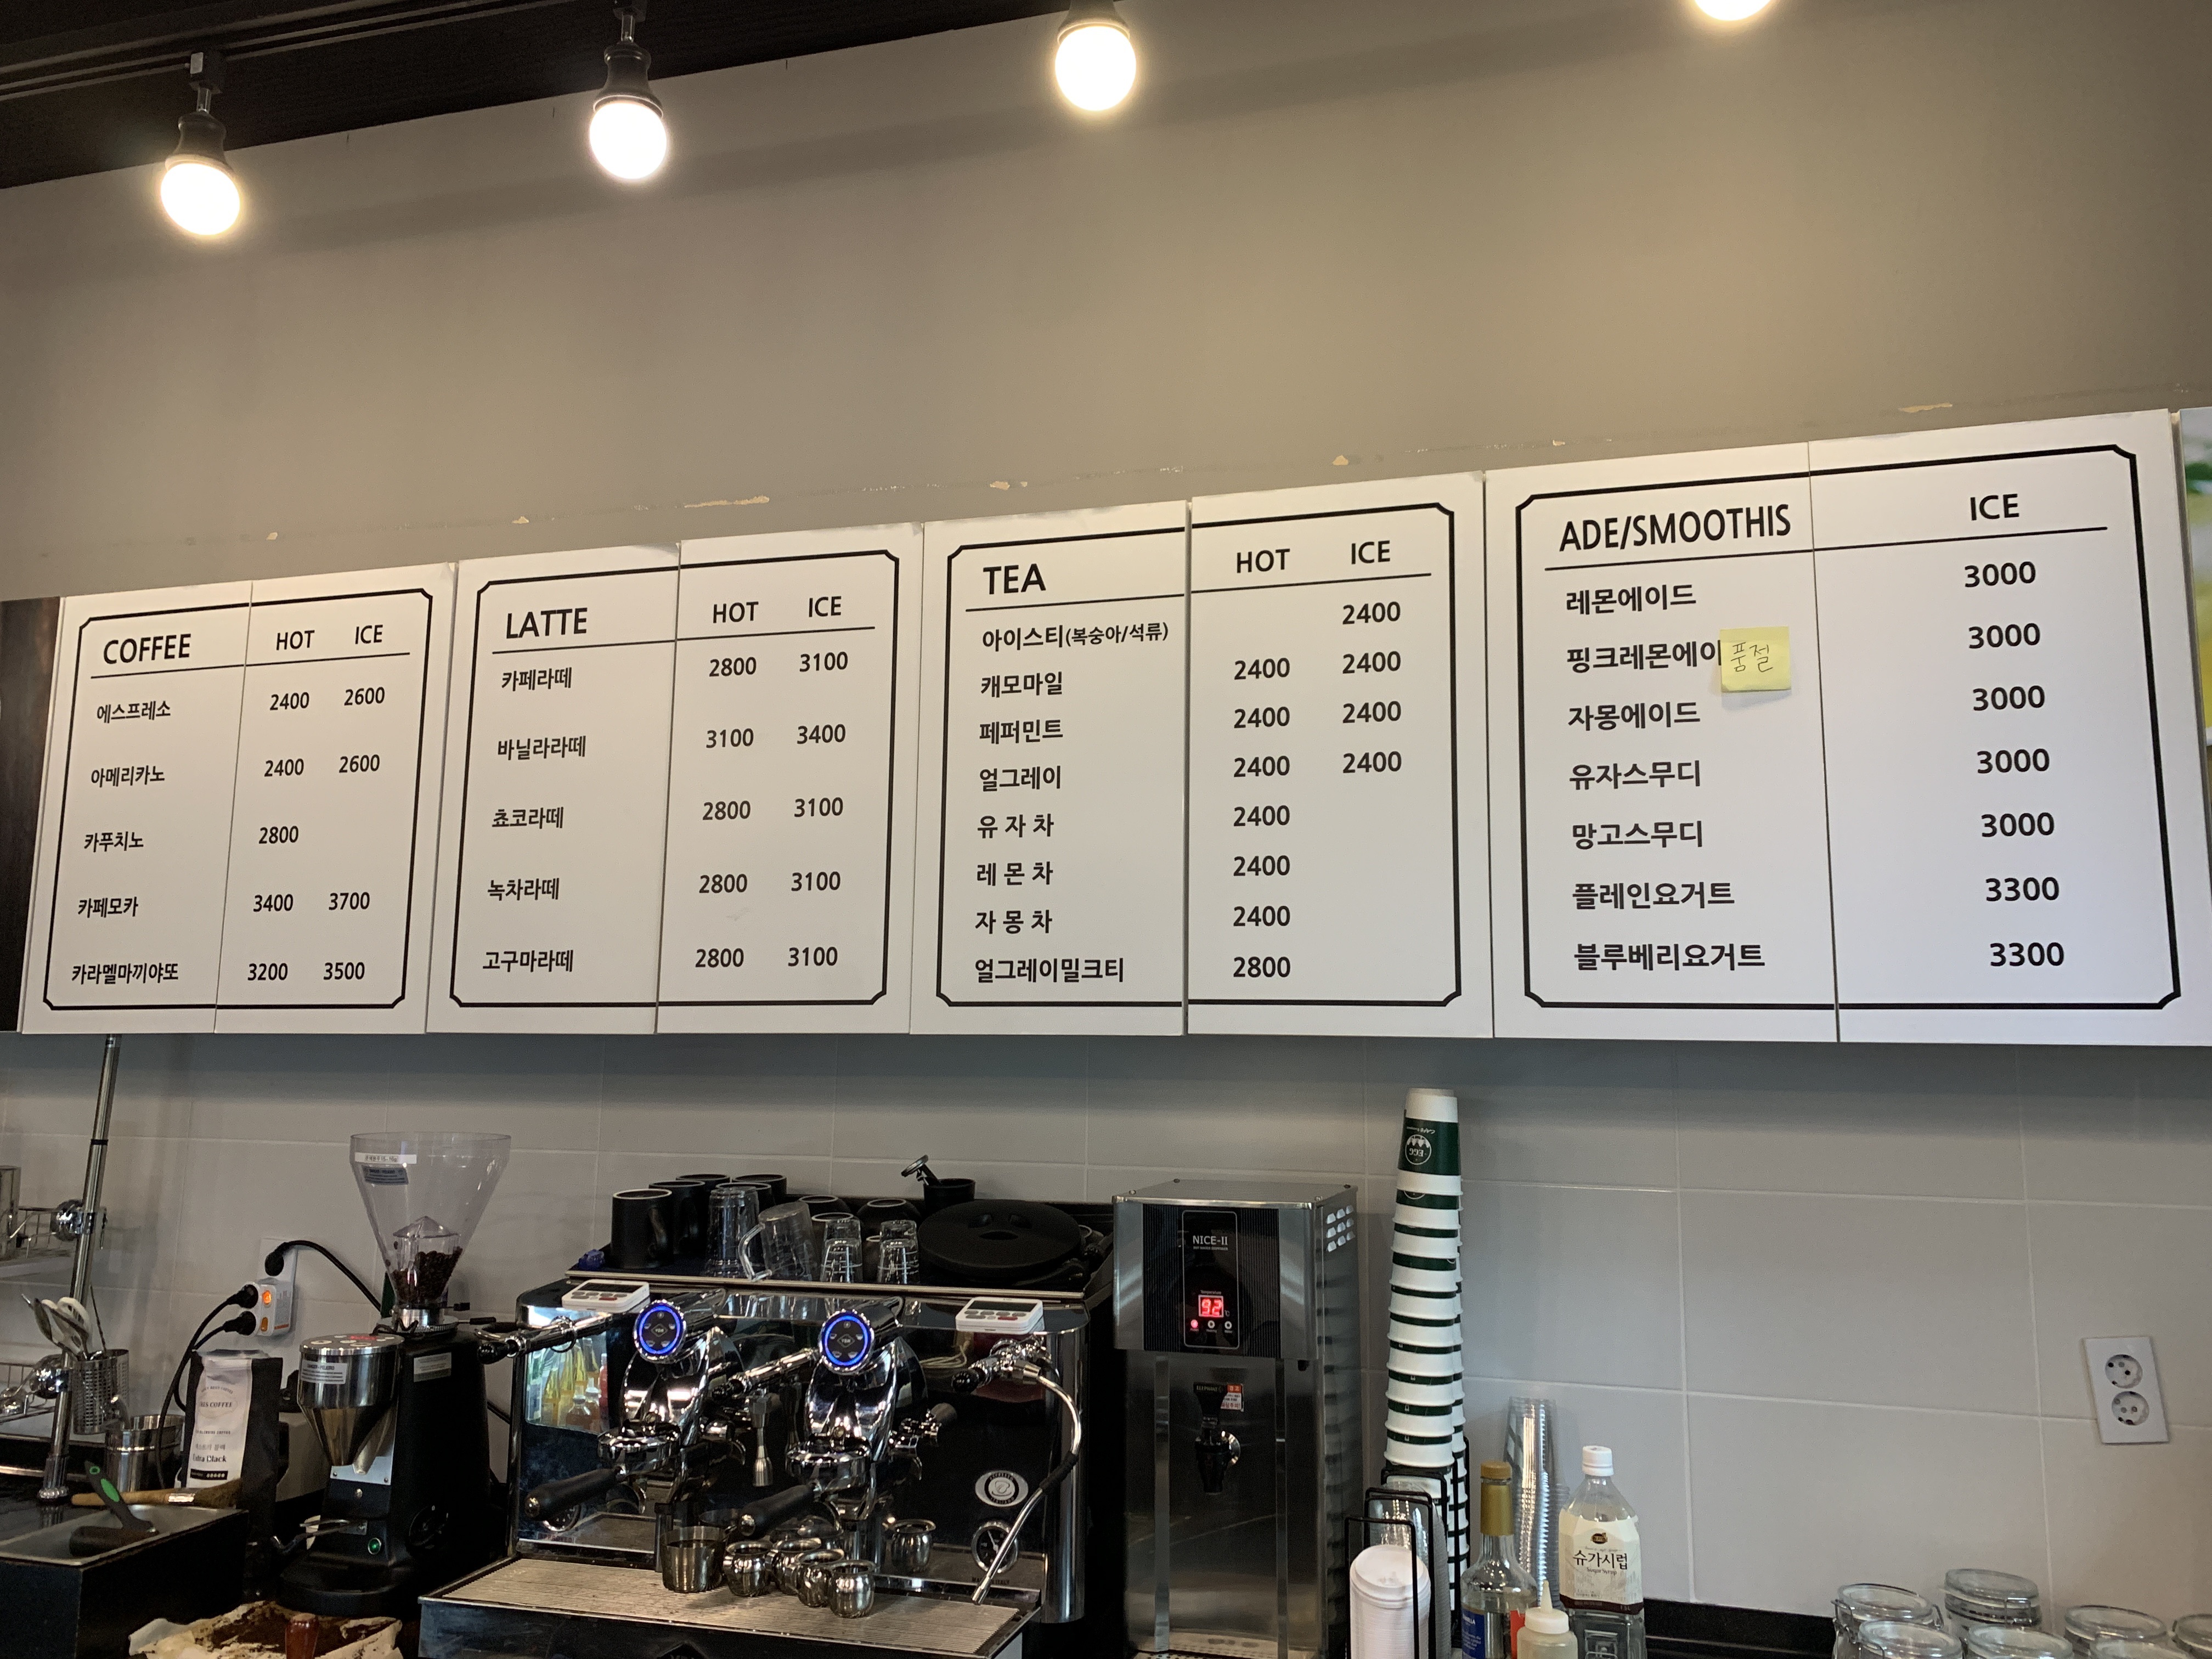 COFFEE HOT ICE
에스프레소 2400 2600
아메리카노 2400 2600
카푸치노 2800
카페모카 3400 3700
카라멜마끼야또 3200 3500
LATTE HOT ICE
카페라떼 2800 3100
바닐라라떼 3100 3400
쵸코라떼 2800 3100
녹차라떼 2800 3100
고구마라떼 2800 3100
TEA HOT ICE
아이스티(복숭아/석류) 2400
캐모마일 2400 2400
페퍼민트 2400 2400
얼그레이 2400 2400
유 자 차 2400
레 몬 차 2400
자 몽 차 2400
얼그레이밀크티 2800
ADE/SMOOTHIS ICE
레몬에이드 3000
핑크레몬에이 품절 3000
자몽에이드 3000
유자스무디 3000
망고스무디 3000
플레인요거트 3300
블루베리요거트 3300
NICE-II
92
COFFEE
슈가시럽